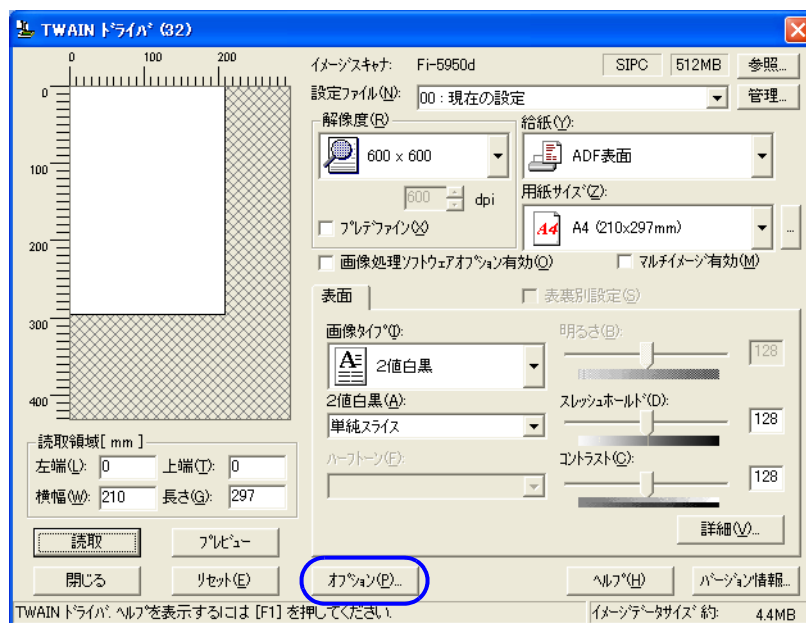 TWAIN ドライバ (32)
0 100 200
0
100
200
300
400
イメージスキャナ: Fi-5950d SIPC 512MB 参照...
設定ファイル(N): 00 : 現在の設定 管理...
解像度(R)
600 × 600
600 dpi
プレデファイン(X)
給紙(Y):
ADF表面
用紙サイズ(Z):
A4 A4 (210x297mm) ...
画像処理ソフトウェアオプション有効(O) マルチイメージ有効(M)
表面 表裏別設定(S)
画像タイプ(I):
A 2値白黒
2値白黒(A):
単純スライス
ハーフトーン(F):
明るさ(B):
128
スレッシュホールド(D):
128
コントラスト(C):
128
詳細(V)...
読取領域[ mm ]
左端(L): 0 上端(T): 0
横幅(W): 210 長さ(G): 297
読取 プレビュー
閉じる リセット(E) オプション(P)... ヘルプ(H) バージョン情報...
TWAIN ドライバ. ヘルプを表示するには [F1] を押してください. イメージデータサイズ 約: 4.4MB